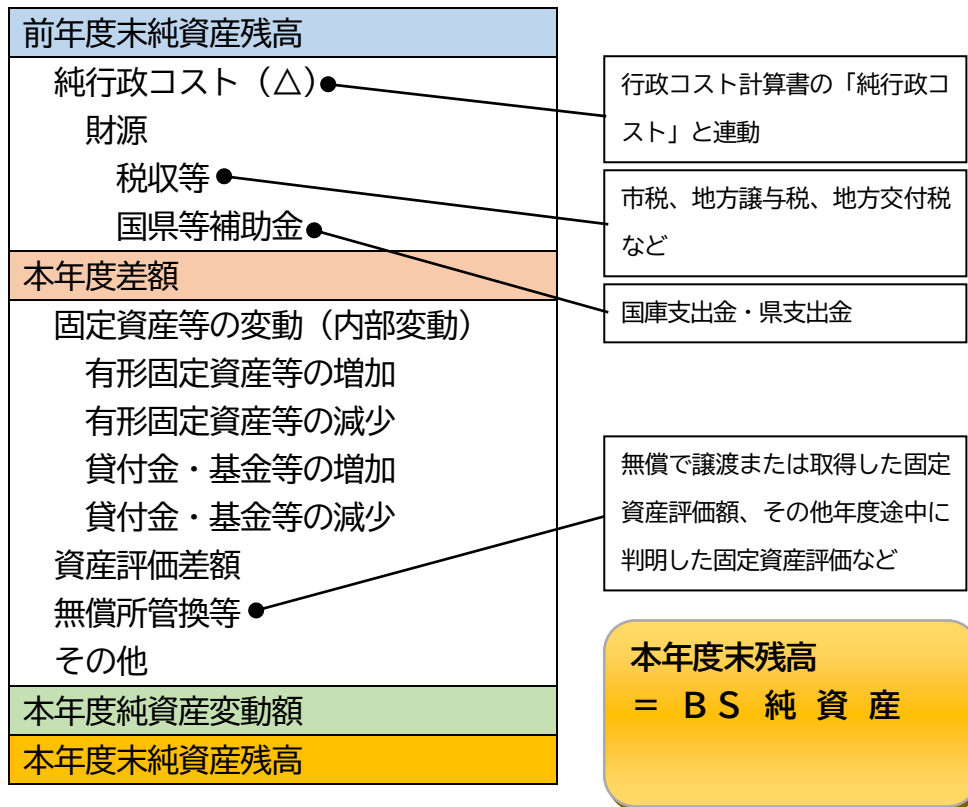 前年度末純資産残高
純行政コスト（△）
財源
税収等
国県等補助金
本年度差額
固定資産等の変動（内部変動）
有形固定資産等の増加
有形固定資産等の減少
貸付金・基金等の増加
貸付金・基金等の減少
資産評価差額
無償所管換等
その他
本年度純資産変動額
本年度末純資産残高
行政コスト計算書の「純行政コ
スト」と連動
市税、地方譲与税、地方交付税
など
国庫支出金・県支出金
無償で譲渡または取得した固定
資産評価額、その他年度途中に
判明した固定資産評価など
本年度末残高
＝ ＢＳ 純 資 産